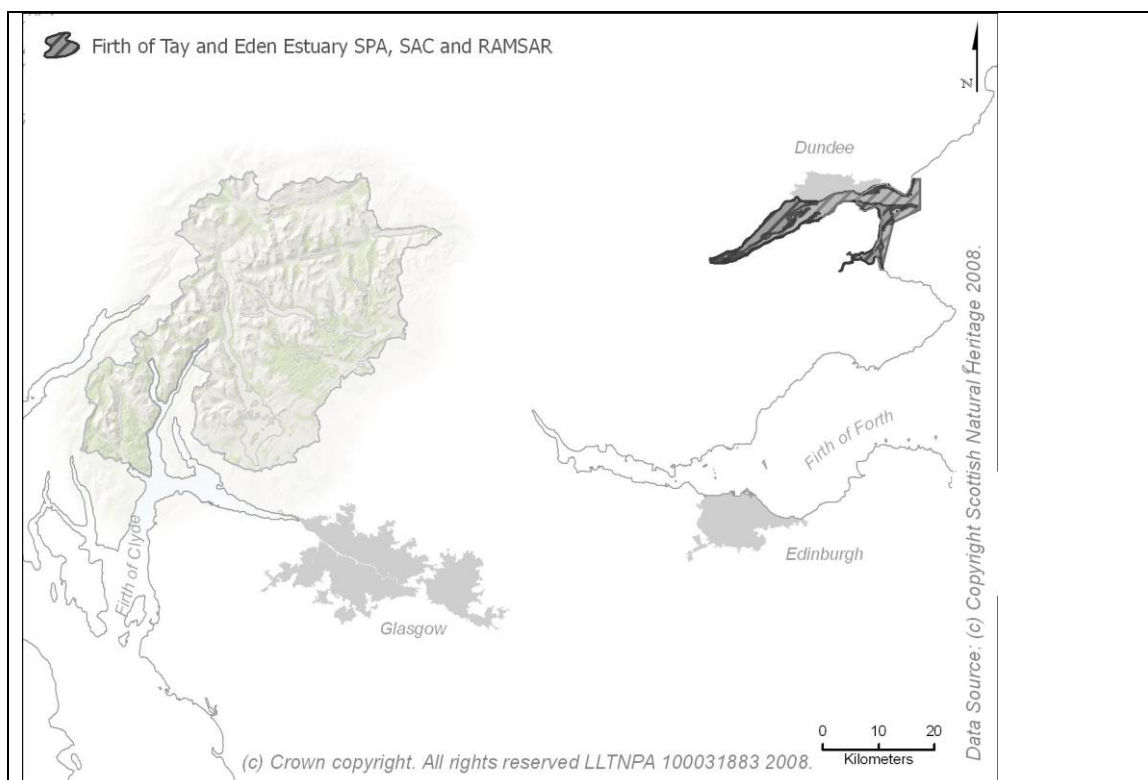 Firth of Tay and Eden Estuary SPA, SAC and RAMSAR
N
Dundee
Firth of Forth
Edinburgh
Firth of Clyde
Glasgow
0 10 20
Kilometers
(c) Crown copyright. All rights reserved LLTNPA 100031883 2008.
Data Source: (c) Copyright Scottish Natural Heritage 2008.